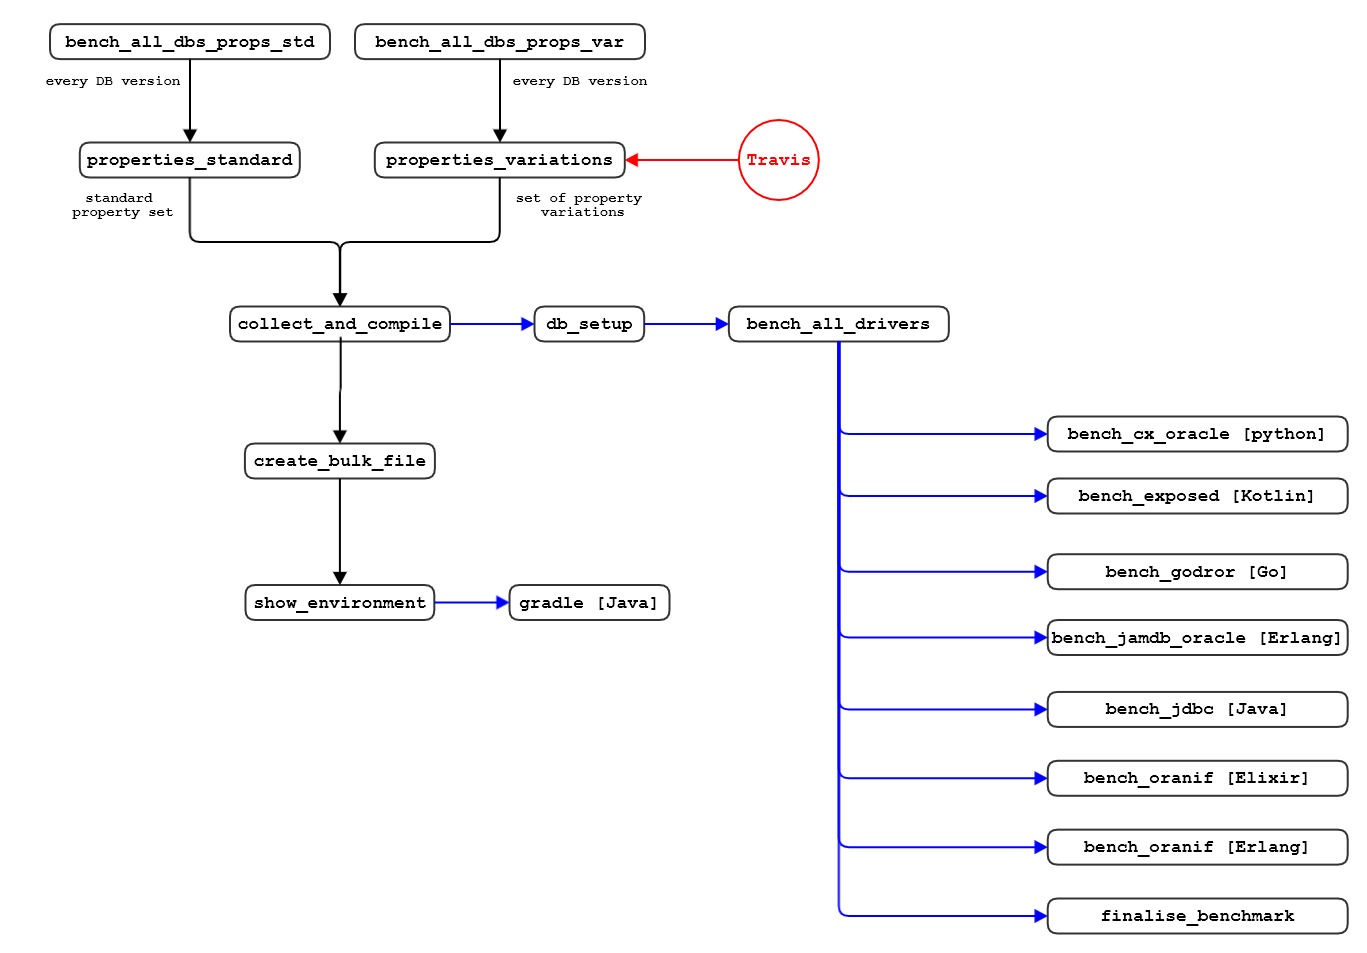 bench_all_dbs_props_std
bench_all_dbs_props_var
every DB version
every DB version
properties_standard
properties_variations
Travis
standard
property set
set of property
variations
collect_and_compile
db_setup
bench_all_drivers
bench_cx_oracle [python]
create_bulk_file
bench_exposed [Kotlin]
bench_godror [Go]
show_environment
gradle [Java]
bench_jamdb_oracle [Erlang]
bench_jdbc [Java]
bench_oranif [Elixir]
bench_oranif [Erlang]
finalise_benchmark